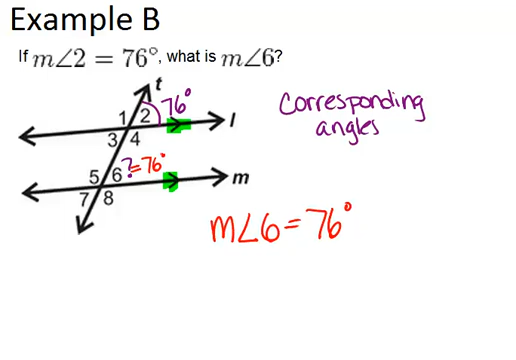 Example B
If m∠2 = 76°, what is m∠6?
t
76°
1 2
l
3 4
Corresponding
angles
5 6 ?=76°
m
7 8
m∠6=76°